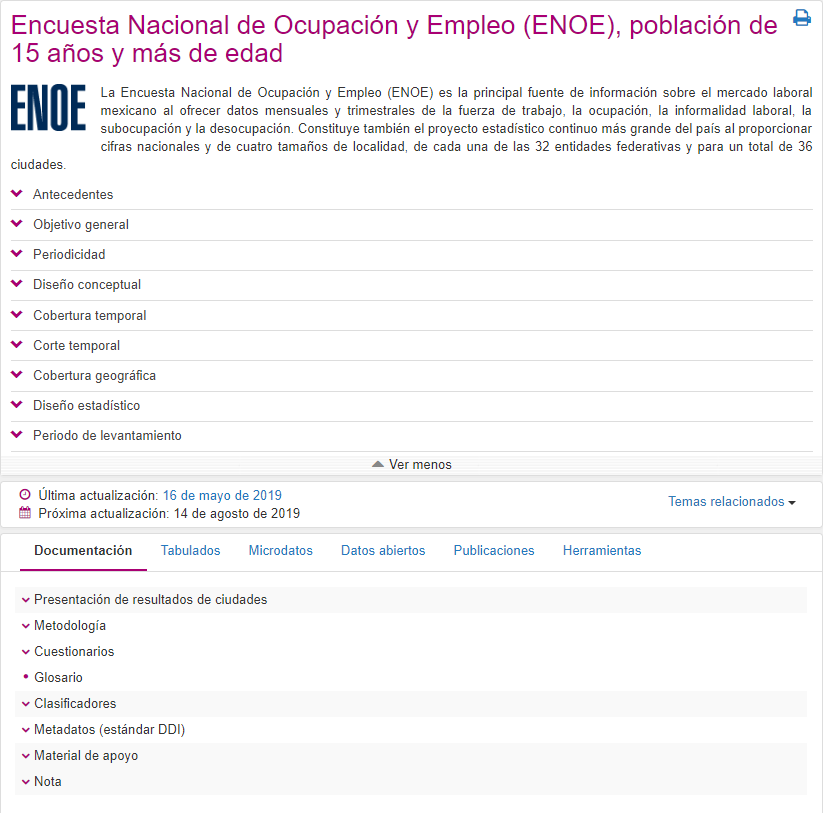 Encuesta Nacional de Ocupación y Empleo (ENOE), población de
15 años y más de edad
ENOE
La Encuesta Nacional de Ocupación y Empleo (ENOE) es la principal fuente de información sobre el mercado laboral
mexicano al ofrecer datos mensuales y trimestrales de la fuerza de trabajo, la ocupación, la informalidad laboral, la
subocupación y la desocupación. Constituye también el proyecto estadístico continuo más grande del país al proporcionar
cifras nacionales y de cuatro tamaños de localidad, de cada una de las 32 entidades federativas y para un total de 36
ciudades.
Antecedentes
Objetivo general
Periodicidad
Diseño conceptual
Cobertura temporal
Corte temporal
Cobertura geográfica
Diseño estadístico
Periodo de levantamiento
Ver menos
Última actualización: 16 de mayo de 2019
Próxima actualización: 14 de agosto de 2019
Temas relacionados
Documentación Tabulados Microdatos Datos abiertos Publicaciones Herramientas
Presentación de resultados de ciudades
Metodología
Cuestionarios
Glosario
Clasificadores
Metadatos (estándar DDI)
Material de apoyo
Nota